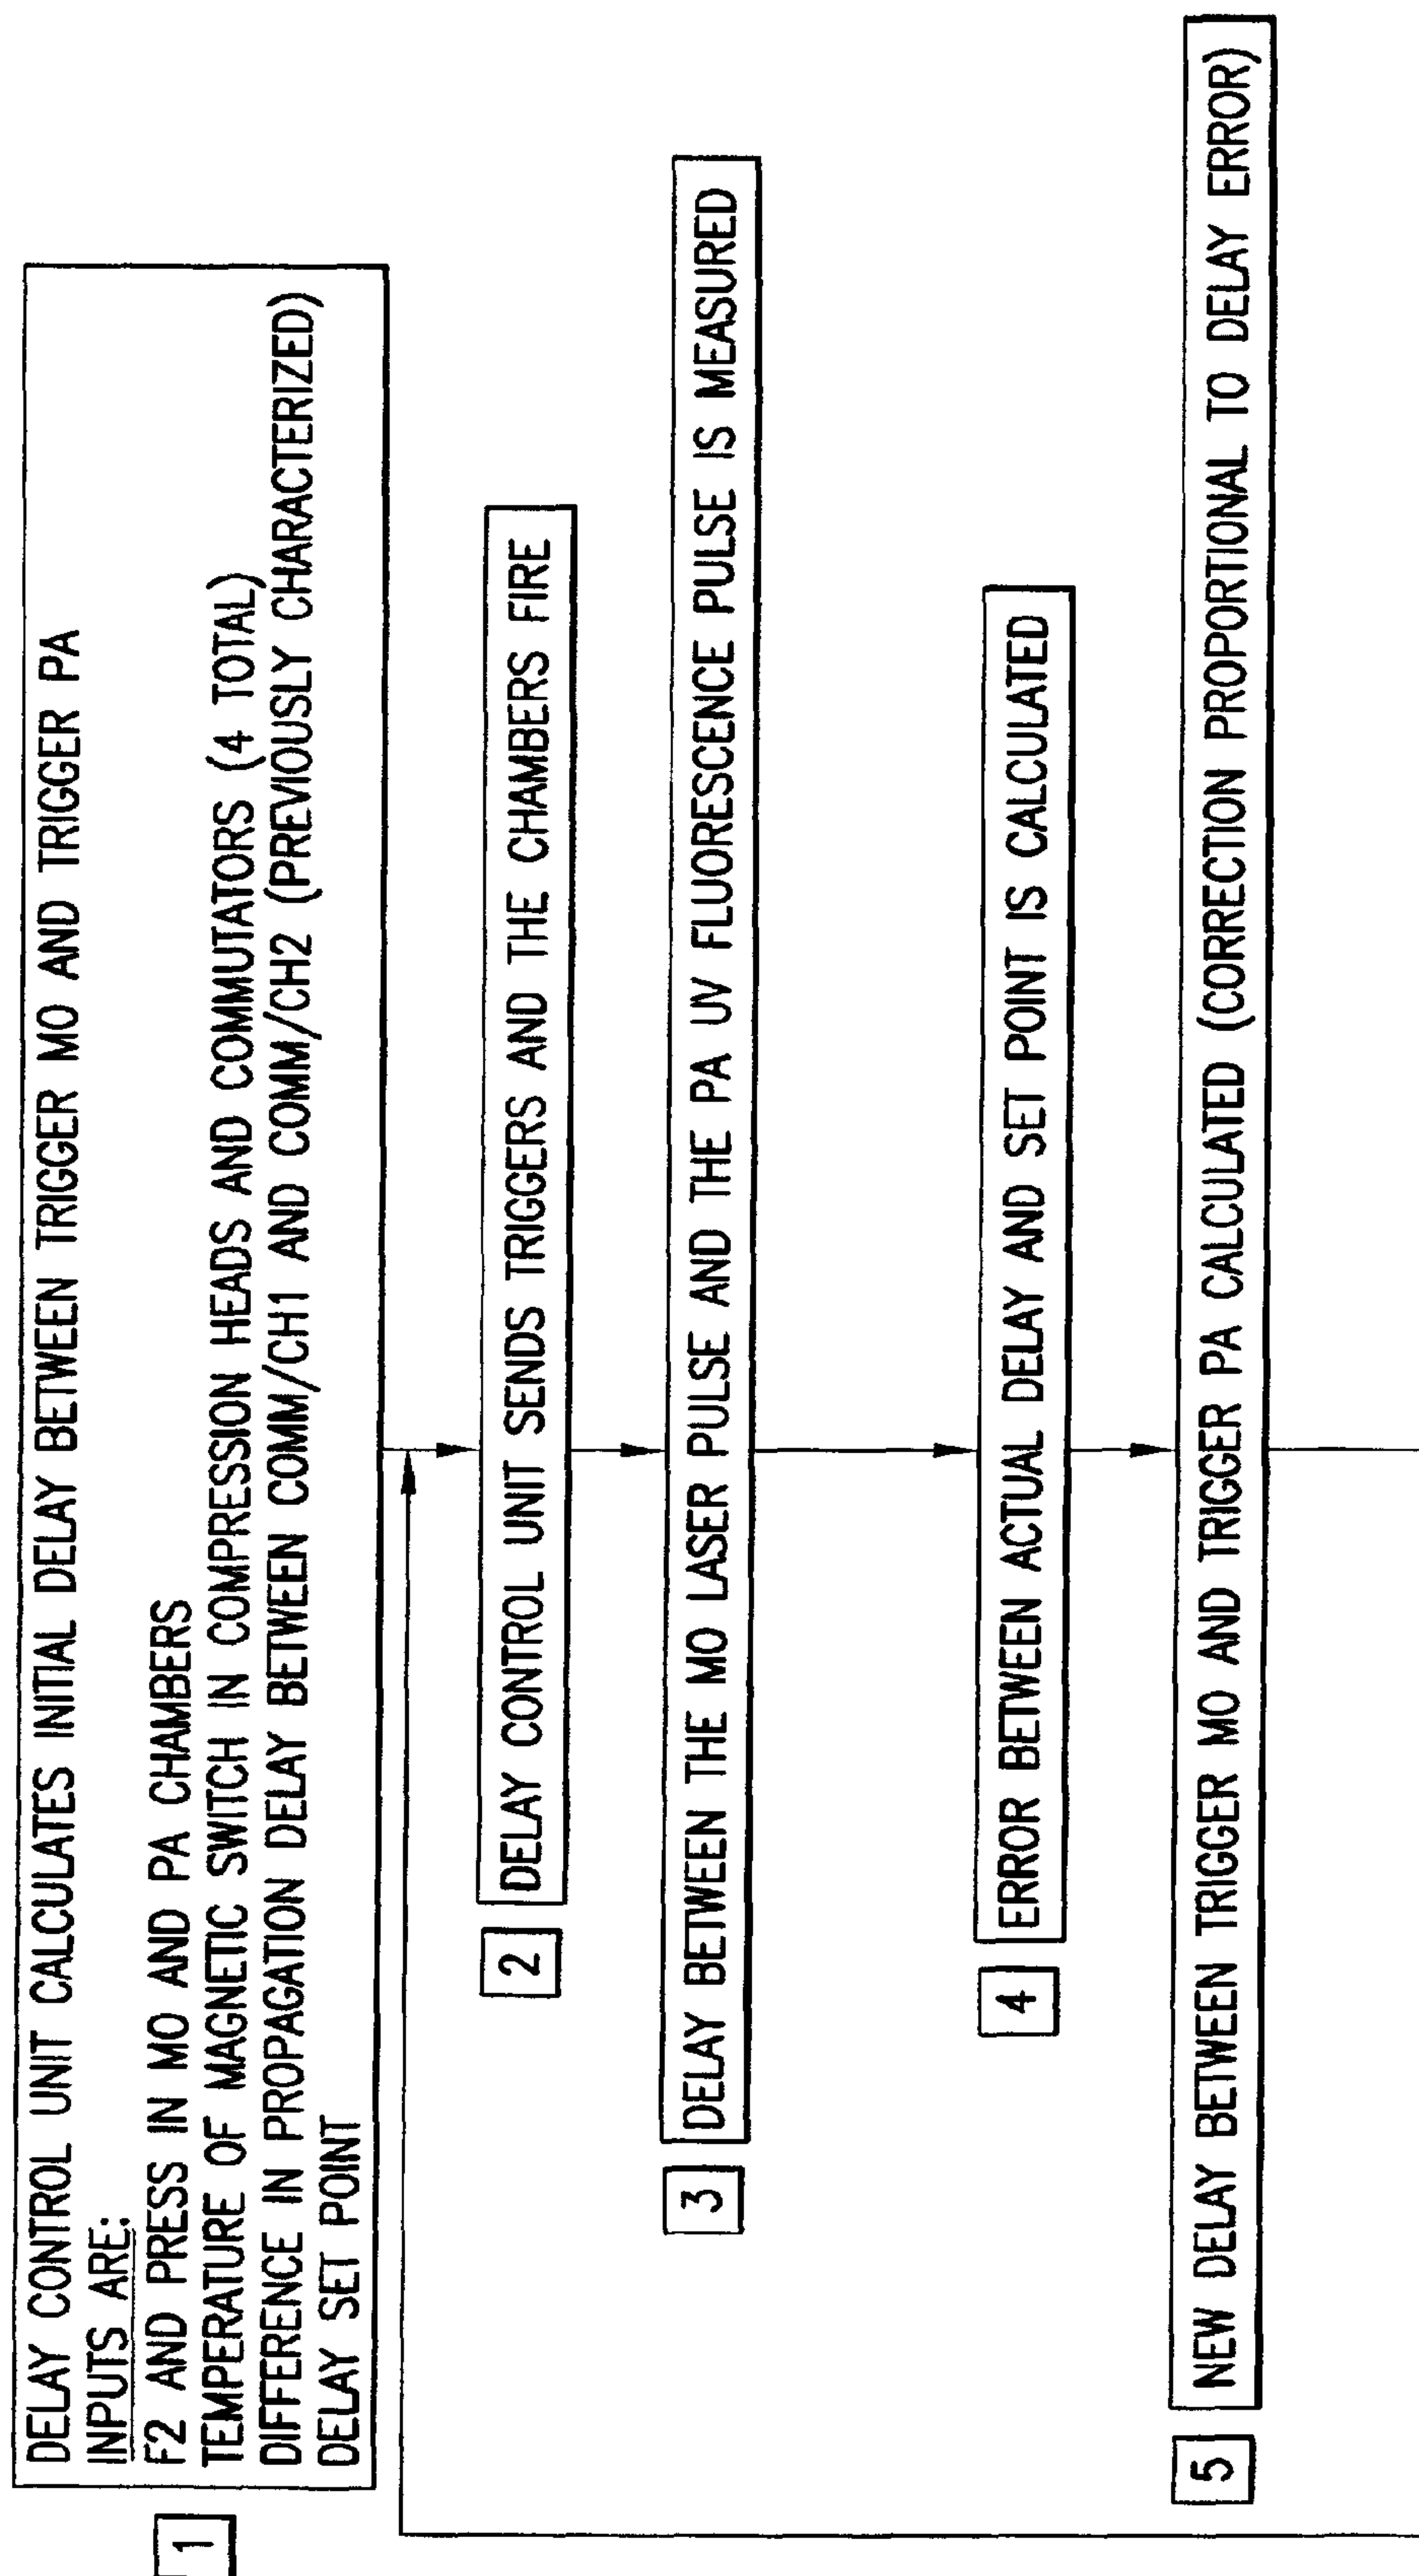 1
DELAY CONTROL UNIT CALCULATES INITIAL DELAY BETWEEN TRIGGER MO AND TRIGGER PA
INPUTS ARE:
F2 AND PRESS IN MO AND PA CHAMBERS
TEMPERATURE OF MAGNETIC SWITCH IN COMPRESSION HEADS AND COMMUTATORS (4 TOTAL)
DIFFERENCE IN PROPAGATION DELAY BETWEEN COMM/CH1 AND COMM/CH2 (PREVIOUSLY CHARACTERIZED)
DELAY SET POINT
2
DELAY CONTROL UNIT SENDS TRIGGERS AND THE CHAMBERS FIRE
3
DELAY BETWEEN THE MO LASER PULSE AND THE PA UV FLUORESCENCE PULSE IS MEASURED
4
ERROR BETWEEN ACTUAL DELAY AND SET POINT IS CALCULATED
5
NEW DELAY BETWEEN TRIGGER MO AND TRIGGER PA CALCULATED (CORRECTION PROPORTIONAL TO DELAY ERROR)